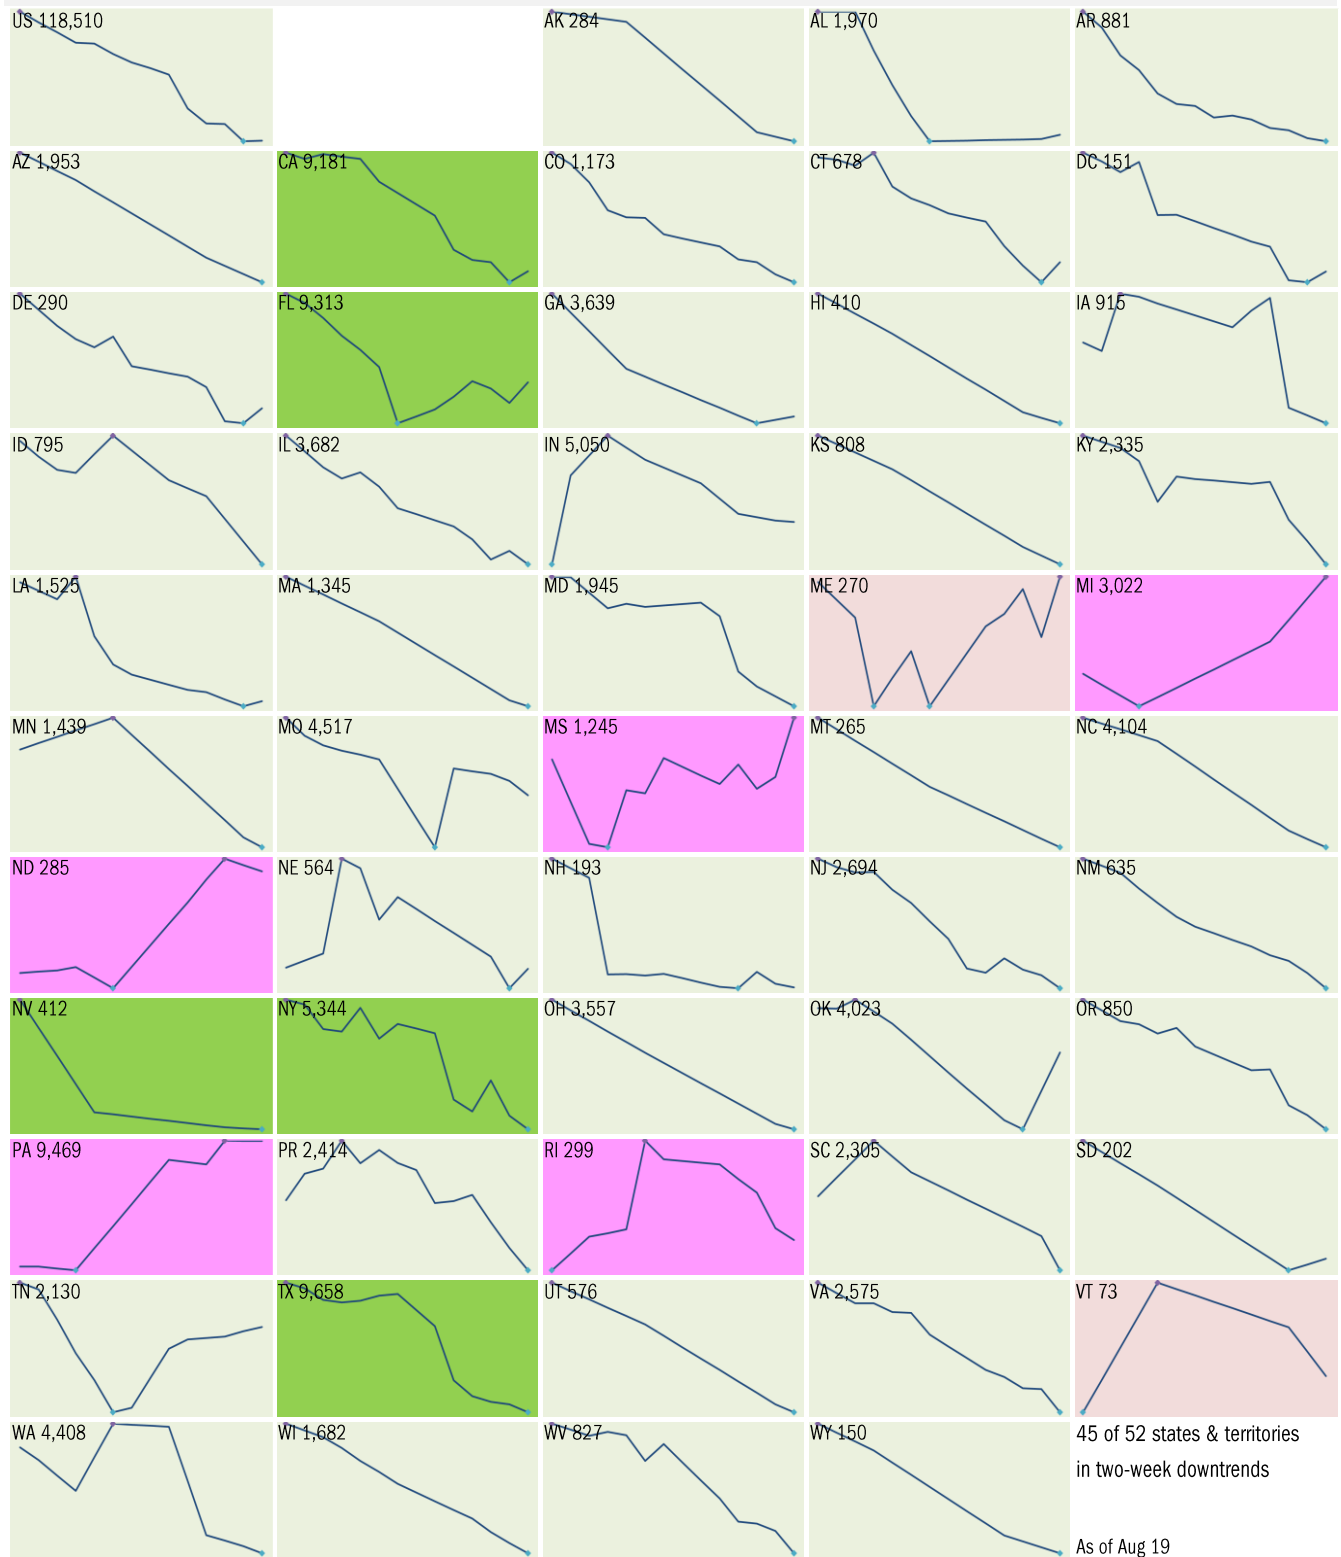 US 118,510
AK 284
AL 1,970
AR 881
AZ 1,953
CA 9,181
CO 1,173
CT 678
DC 151
DE 290
FL 9,313
GA 3,639
HI 410
IA 915
ID 795
IL 3,682
IN 5,050
KS 808
KY 2,335
LA 1,525
MA 1,345
MD 1,945
ME 270
MI 3,022
MN 1,439
MO 4,517
MS 1,245
MT 265
NC 4,104
ND 285
NE 564
NH 193
NJ 2,694
NM 635
NV 412
NY 5,344
OH 3,557
OK 4,023
OR 850
PA 9,469
PR 2,414
RI 299
SC 2,305
SD 202
TN 2,130
TX 9,658
UT 576
VA 2,575
VT 73
WA 4,408
WI 1,682
WV 827
WY 150
45 of 52 states & territories
in two-week downtrends
As of Aug 19